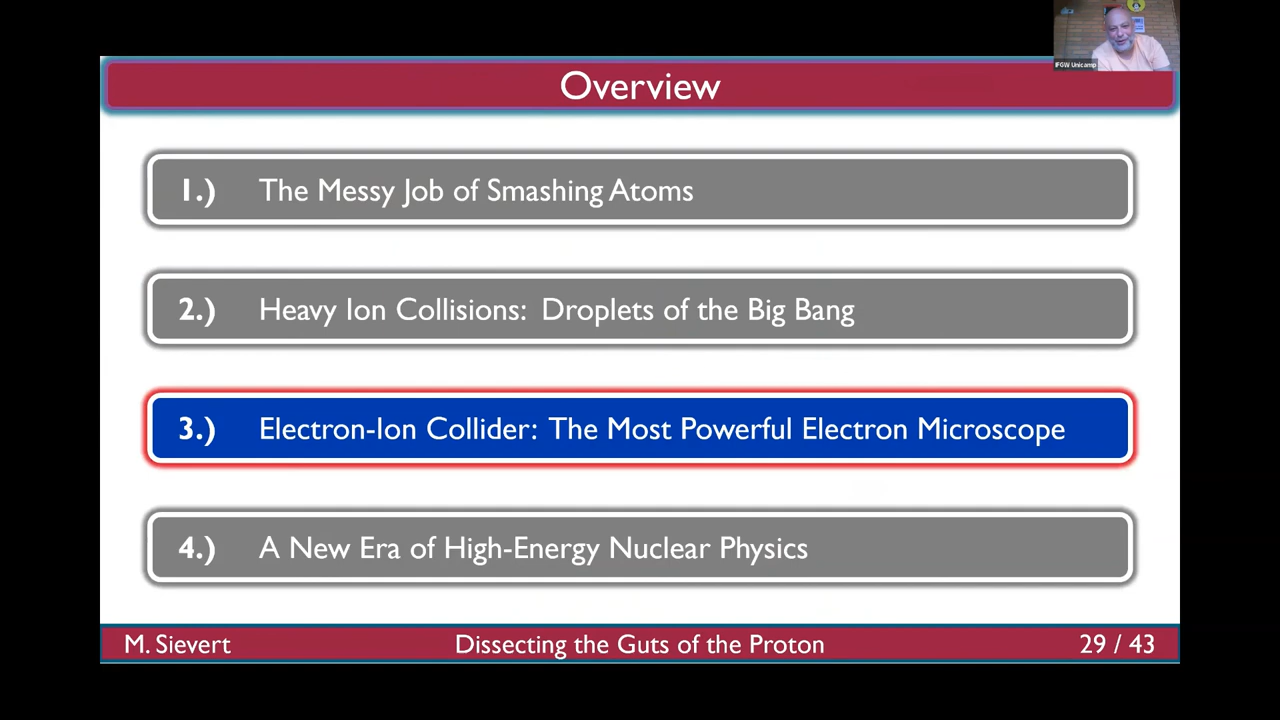 IFGW Unicamp
Overview
1.) The Messy Job of Smashing Atoms
2.) Heavy Ion Collisions: Droplets of the Big Bang
3.) Electron-Ion Collider: The Most Powerful Electron Microscope
4.) A New Era of High-Energy Nuclear Physics
M. Sievert Dissecting the Guts of the Proton 29 / 43